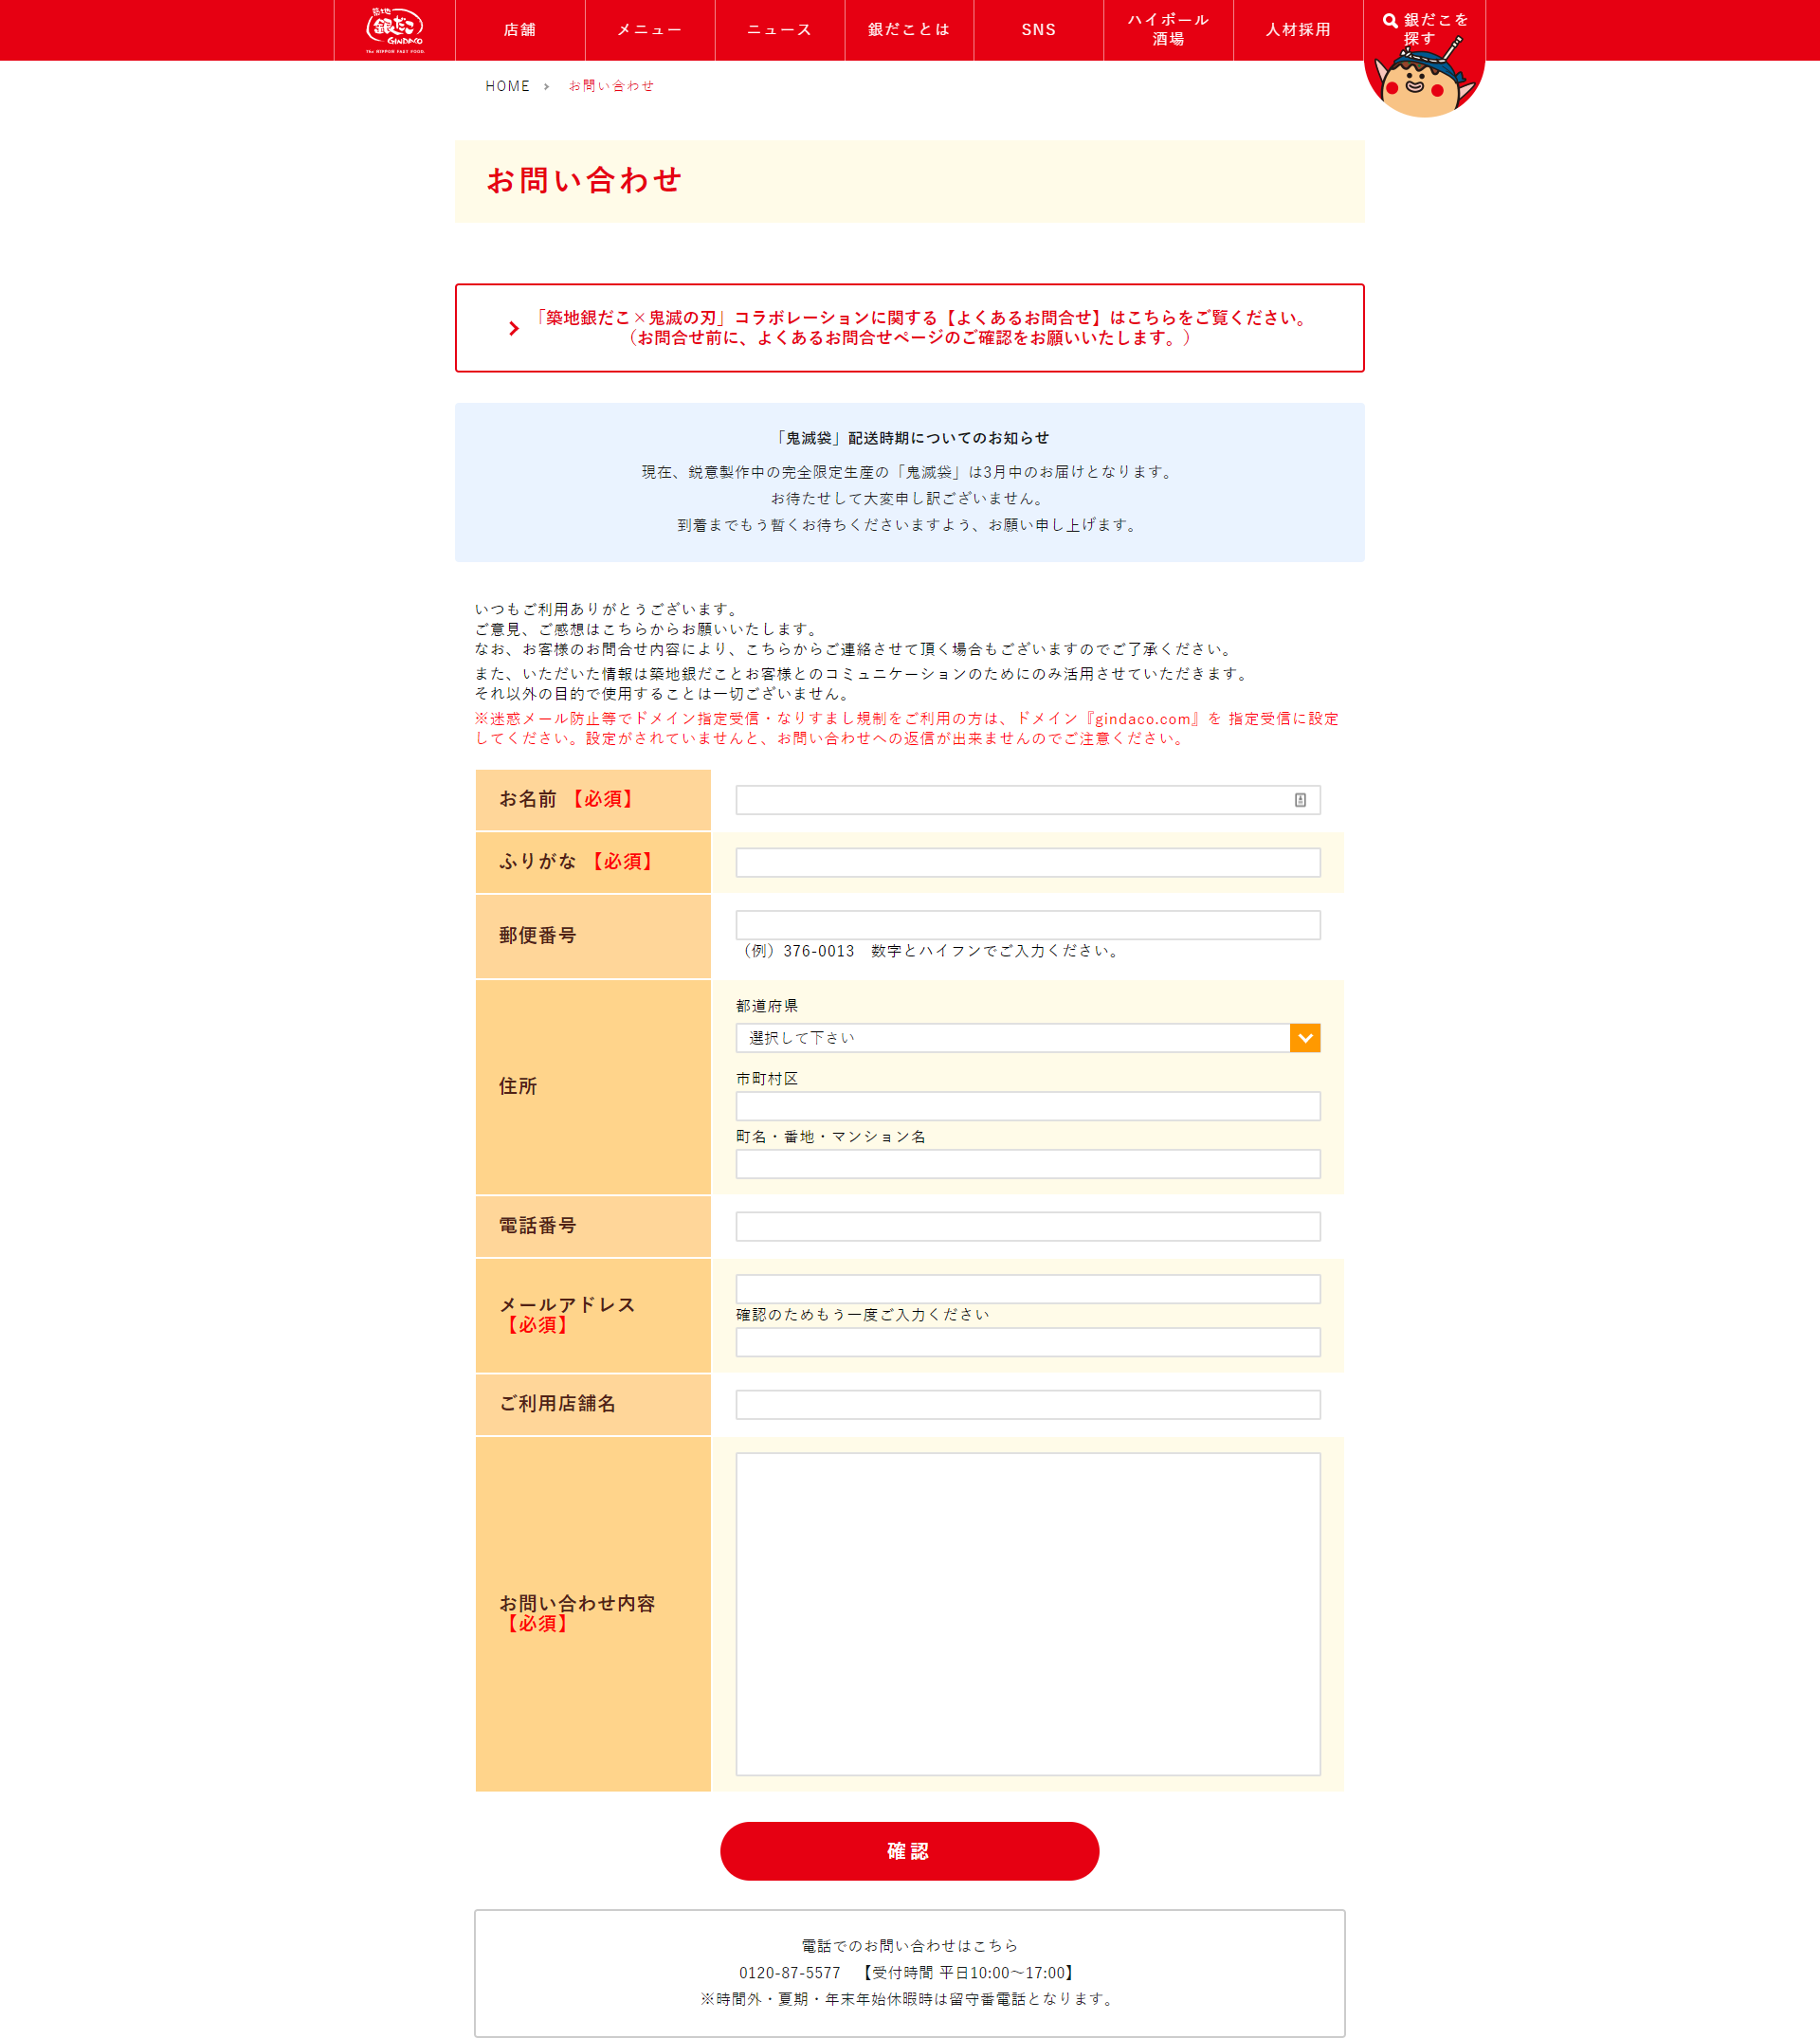 築地
銀だこ
GINDACO
The NIPPON FAST FOOD.
店舗
メニュー
ニュース
銀だことは
SNS
ハイボール
酒場
人材採用
銀だこを
探す
HOME
お問い合わせ
お問い合わせ
「築地銀だこ×鬼滅の刃」コラボレーションに関する【よくあるお問合せ】はこちらをご覧ください。
（お問合せ前に、よくあるお問合せページのご確認をお願いいたします。）
「鬼滅袋」配送時期についてのお知らせ
現在、鋭意製作中の完全限定生産の「鬼滅袋」は3月中のお届けとなります。
お待たせして大変申し訳ございません。
到着までもう暫くお待ちくださいますよう、お願い申し上げます。
いつもご利用ありがとうございます。
ご意見、ご感想はこちらからお願いいたします。
なお、お客様のお問合せ内容により、こちらからご連絡させて頂く場合もございますのでご了承ください。
また、いただいた情報は築地銀だことお客様とのコミュニケーションのためにのみ活用させていただきます。
それ以外の目的で使用することは一切ございません。
※迷惑メール防止等でドメイン指定受信・なりすまし規制をご利用の方は、ドメイン『gindaco.com』を 指定受信に設定
してください。設定がされていませんと、お問い合わせへの返信が出来ませんのでご注意ください。
お名前 【必須】
ふりがな 【必須】
郵便番号
（例）376-0013　数字とハイフンでご入力ください。
住所
都道府県
選択して下さい
市町村区
町名・番地・マンション名
電話番号
メールアドレス
【必須】
確認のためもう一度ご入力ください
ご利用店舗名
お問い合わせ内容
【必須】
確認
電話でのお問い合わせはこちら
0120-87-5577　【受付時間 平日10:00～17:00】
※時間外・夏期・年末年始休暇時は留守番電話となります。